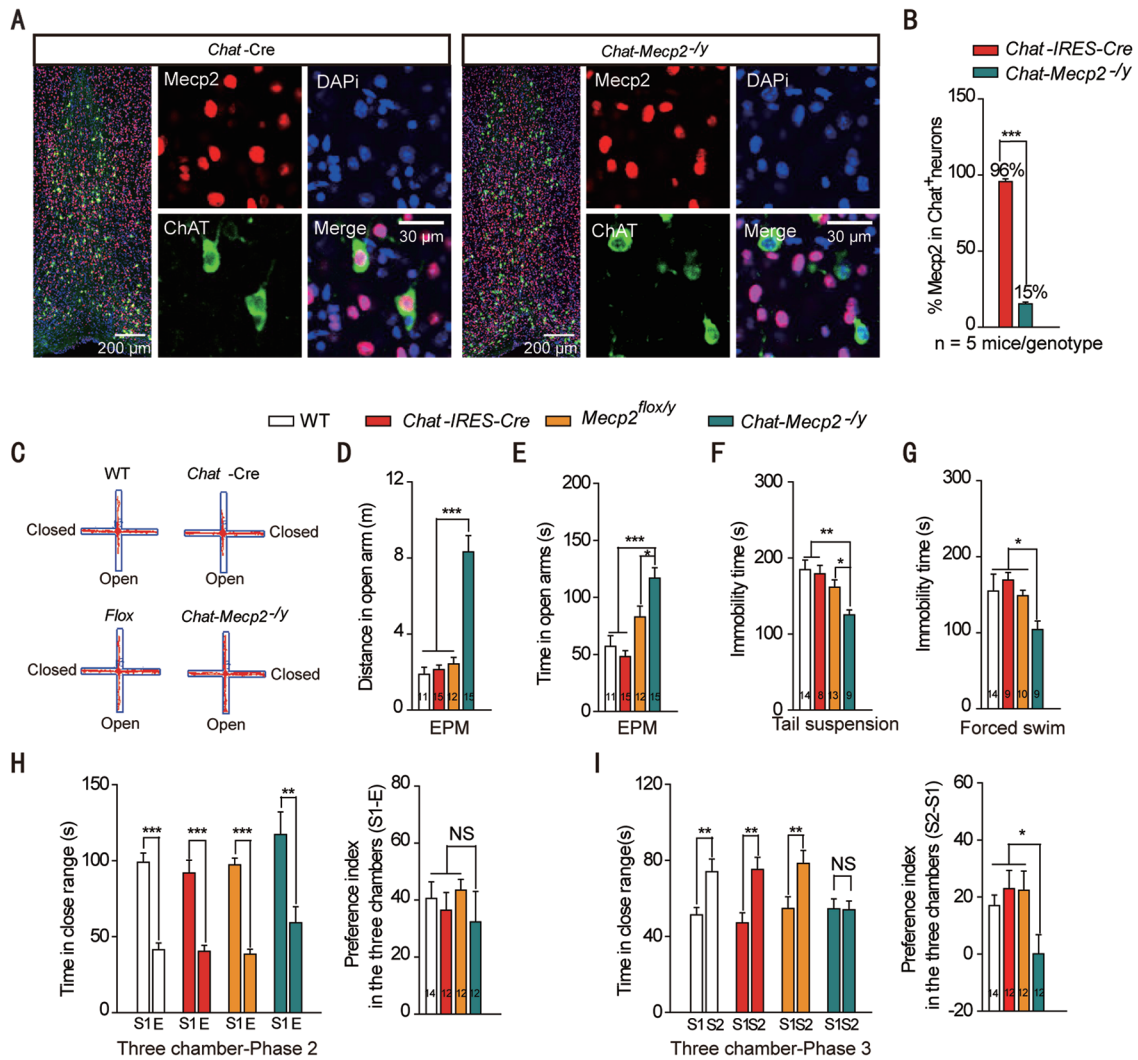 A
Chat-Cre
Chat-Mecp2-/y
Mecp2
DAPi
ChAT
Merge
30 μm
200 μm
Mecp2
DAPi
ChAT
Merge
30 μm
200 μm
B
Chat-IRES-Cre
Chat-Mecp2-/y
% Mecp2 in Chat+neurons
150
100
50
0
***
96%
15%
n = 5 mice/genotype
WT
Chat-IRES-Cre
Mecp2flox/y
Chat-Mecp2-/y
C
WT
Chat -Cre
Closed
Closed
Open
Open
Flox
Chat-Mecp2-/y
Closed
Closed
Open
Open
D
Distance in open arm (m)
12
8
4
0
***
11 15 12 15
EPM
E
Time in open arms (s)
200
150
100
50
0
***
*
11 15 12 15
EPM
F
Immobility time (s)
300
200
100
0
**
*
14 8 13 9
Tail suspension
G
Immobility time (s)
300
200
100
0
*
14 9 10 9
Forced swim
H
Time in close range (s)
150
100
50
0
*** *** *** **
S1 E S1 E S1 E S1 E
Three chamber-Phase 2
Preference index
in the three chambers (S1-E)
80
60
40
20
0
NS
14 12 12 12
I
Time in close range(s)
120
80
40
0
** ** ** NS
S1S2 S1S2 S1S2 S1S2
Three chamber-Phase 3
Preference index
in the three chambers (S2-S1)
60
40
20
0
-20
*
14 12 12 12